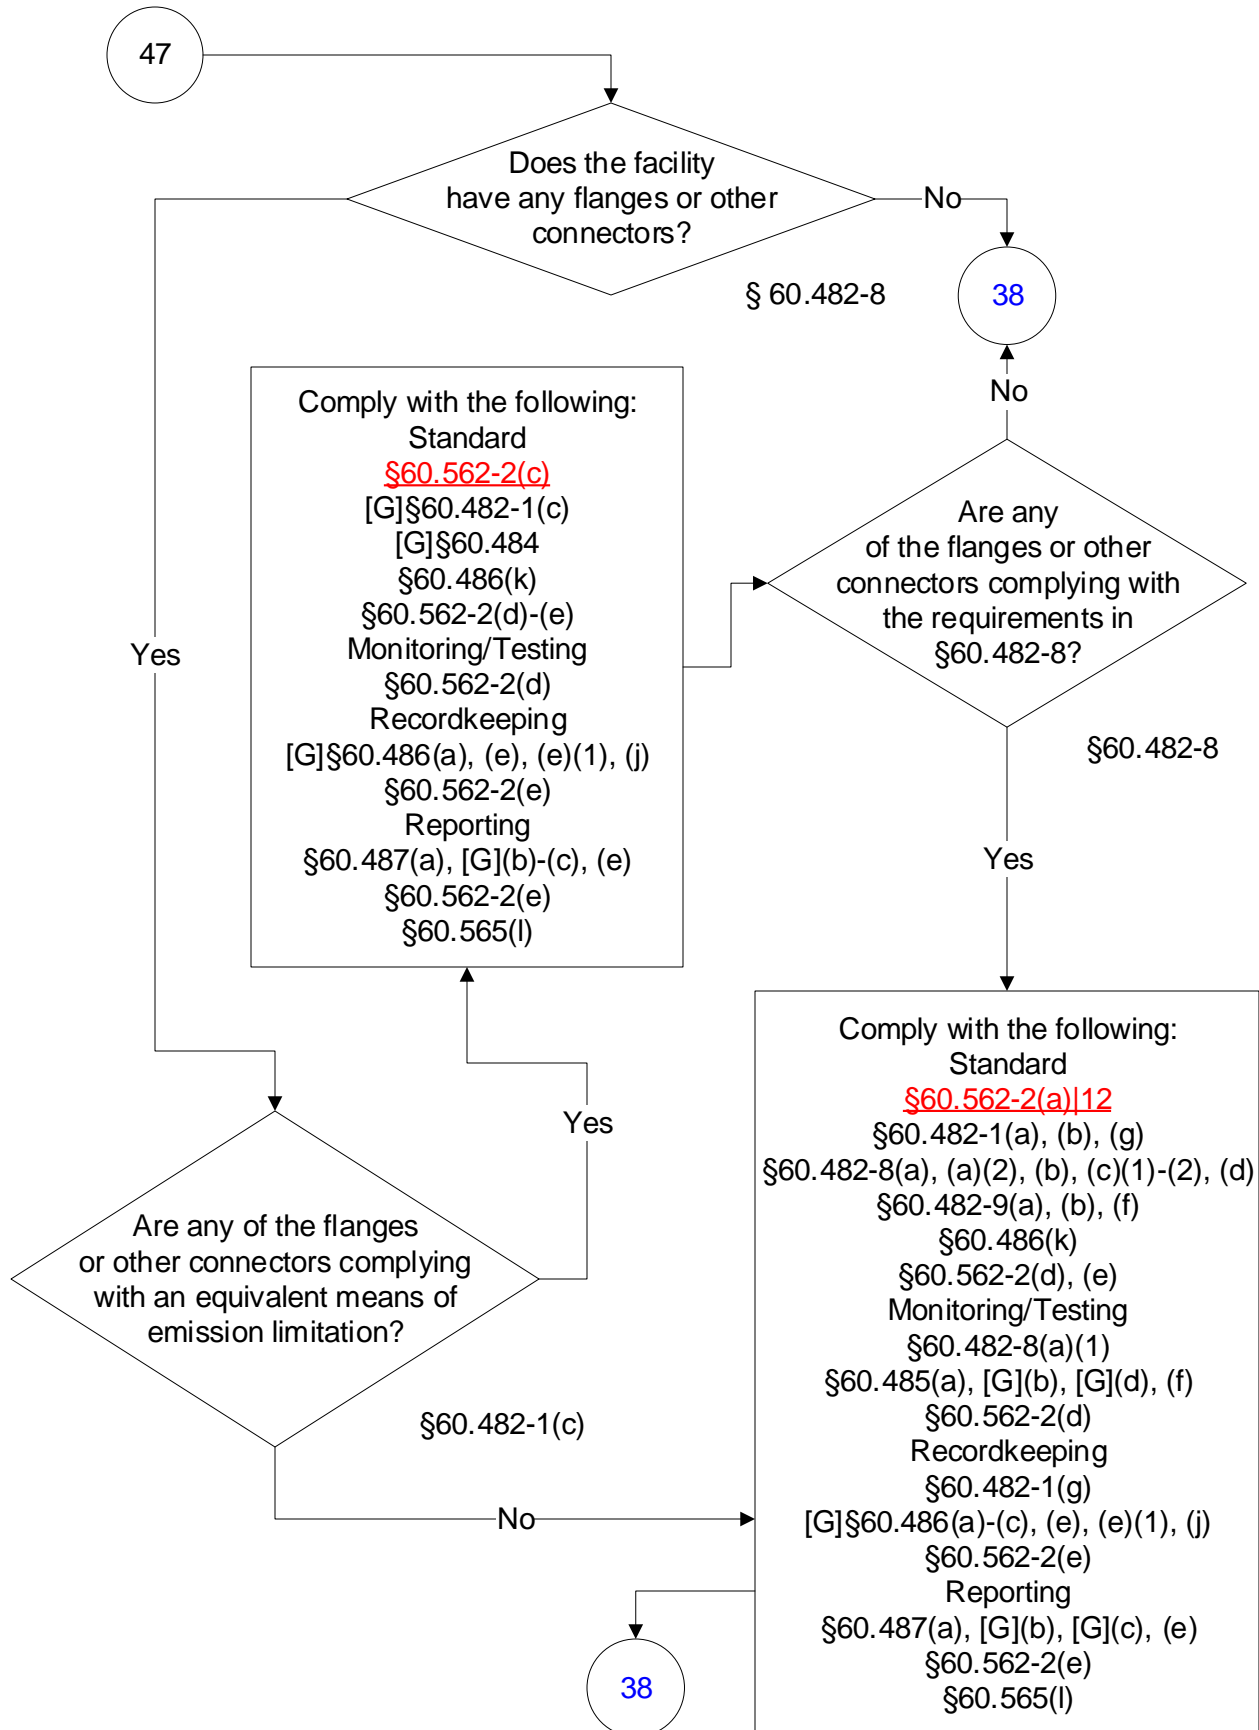 47
Does the facility
have any flanges or other
connectors?
No
§ 60.482-8
38
Comply with the following:
Standard
§60.562-2(c)
[G]§60.482-1(c)
[G]§60.484
§60.486(k)
§60.562-2(d)-(e)
Monitoring/Testing
§60.562-2(d)
Recordkeeping
[G]§60.486(a), (e), (e)(1), (j)
§60.562-2(e)
Reporting
§60.487(a), [G](b)-(c), (e)
§60.562-2(e)
§60.565(l)
No
Are any
of the flanges or other
connectors complying with
the requirements in
§60.482-8?
Yes
§60.482-8
Yes
Yes
Are any of the flanges
or other connectors complying
with an equivalent means of
emission limitation?
§60.482-1(c)
No
Comply with the following:
Standard
§60.562-2(a)|12
§60.482-1(a), (b), (g)
§60.482-8(a), (a)(2), (b), (c)(1)-(2), (d)
§60.482-9(a), (b), (f)
§60.486(k)
§60.562-2(d), (e)
Monitoring/Testing
§60.482-8(a)(1)
§60.485(a), [G](b), [G](d), (f)
§60.562-2(d)
Recordkeeping
§60.482-1(g)
[G]§60.486(a)-(c), (e), (e)(1), (j)
§60.562-2(e)
Reporting
§60.487(a), [G](b), [G](c), (e)
§60.562-2(e)
§60.565(l)
38